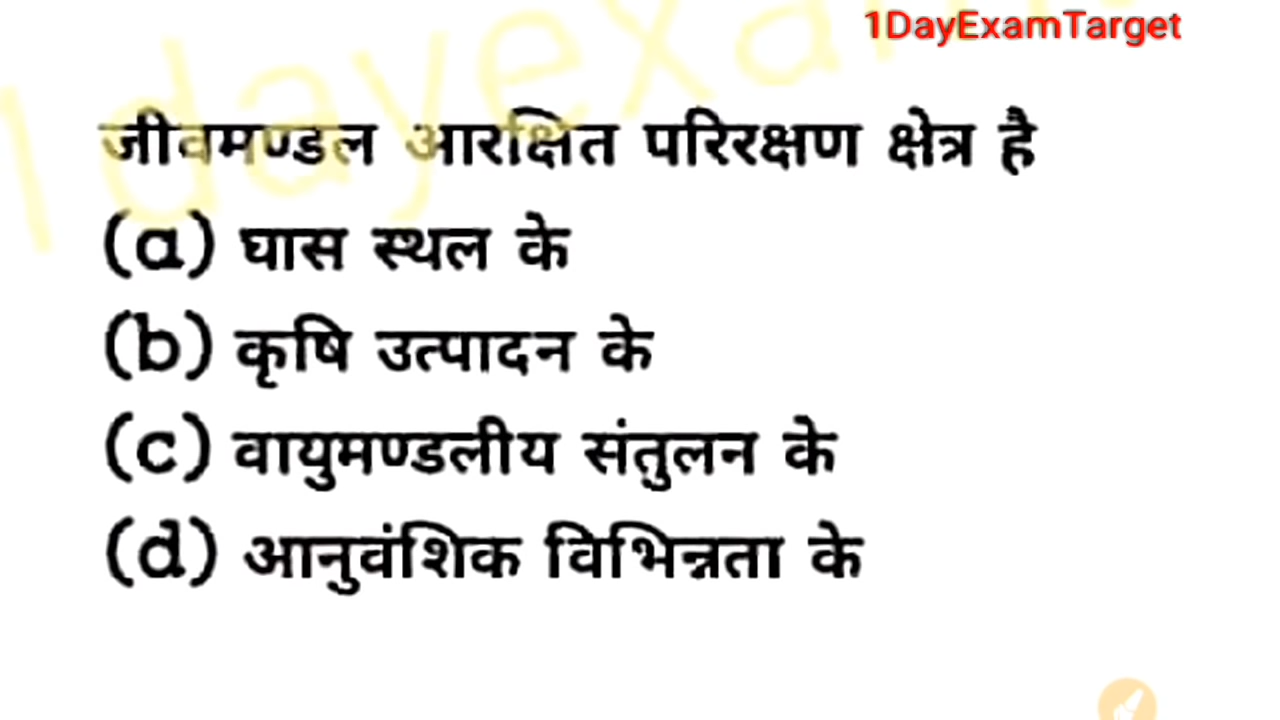 1DayExamTarget
जीवमण्डल आरक्षित परिरक्षण क्षेत्र है
(a) घास स्थल के
(b) कृषि उत्पादन के
(c) वायुमण्डलीय संतुलन के
(d) आनुवंशिक विभिन्नता के